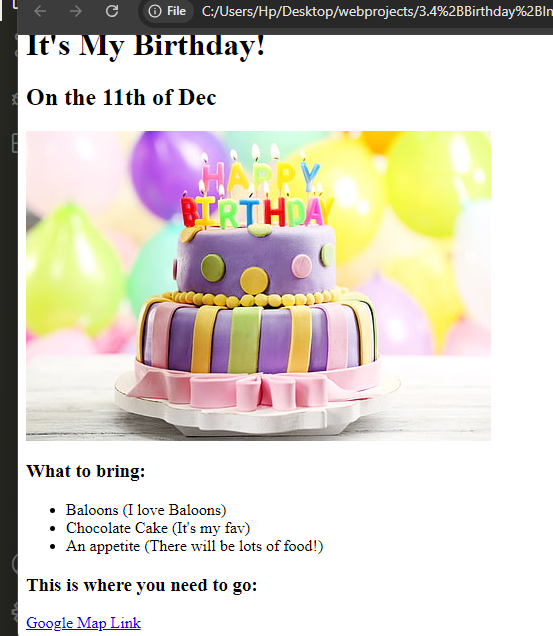 File C:/Users/Hp/Desktop/webprojects/3.4%2BBirthday%2BIn
It's My Birthday!
On the 11th of Dec
HAPPY
BIRTHDAY
What to bring:
Baloons (I love Baloons)
Chocolate Cake (It's my fav)
An appetite (There will be lots of food!)
This is where you need to go:
Google Map Link